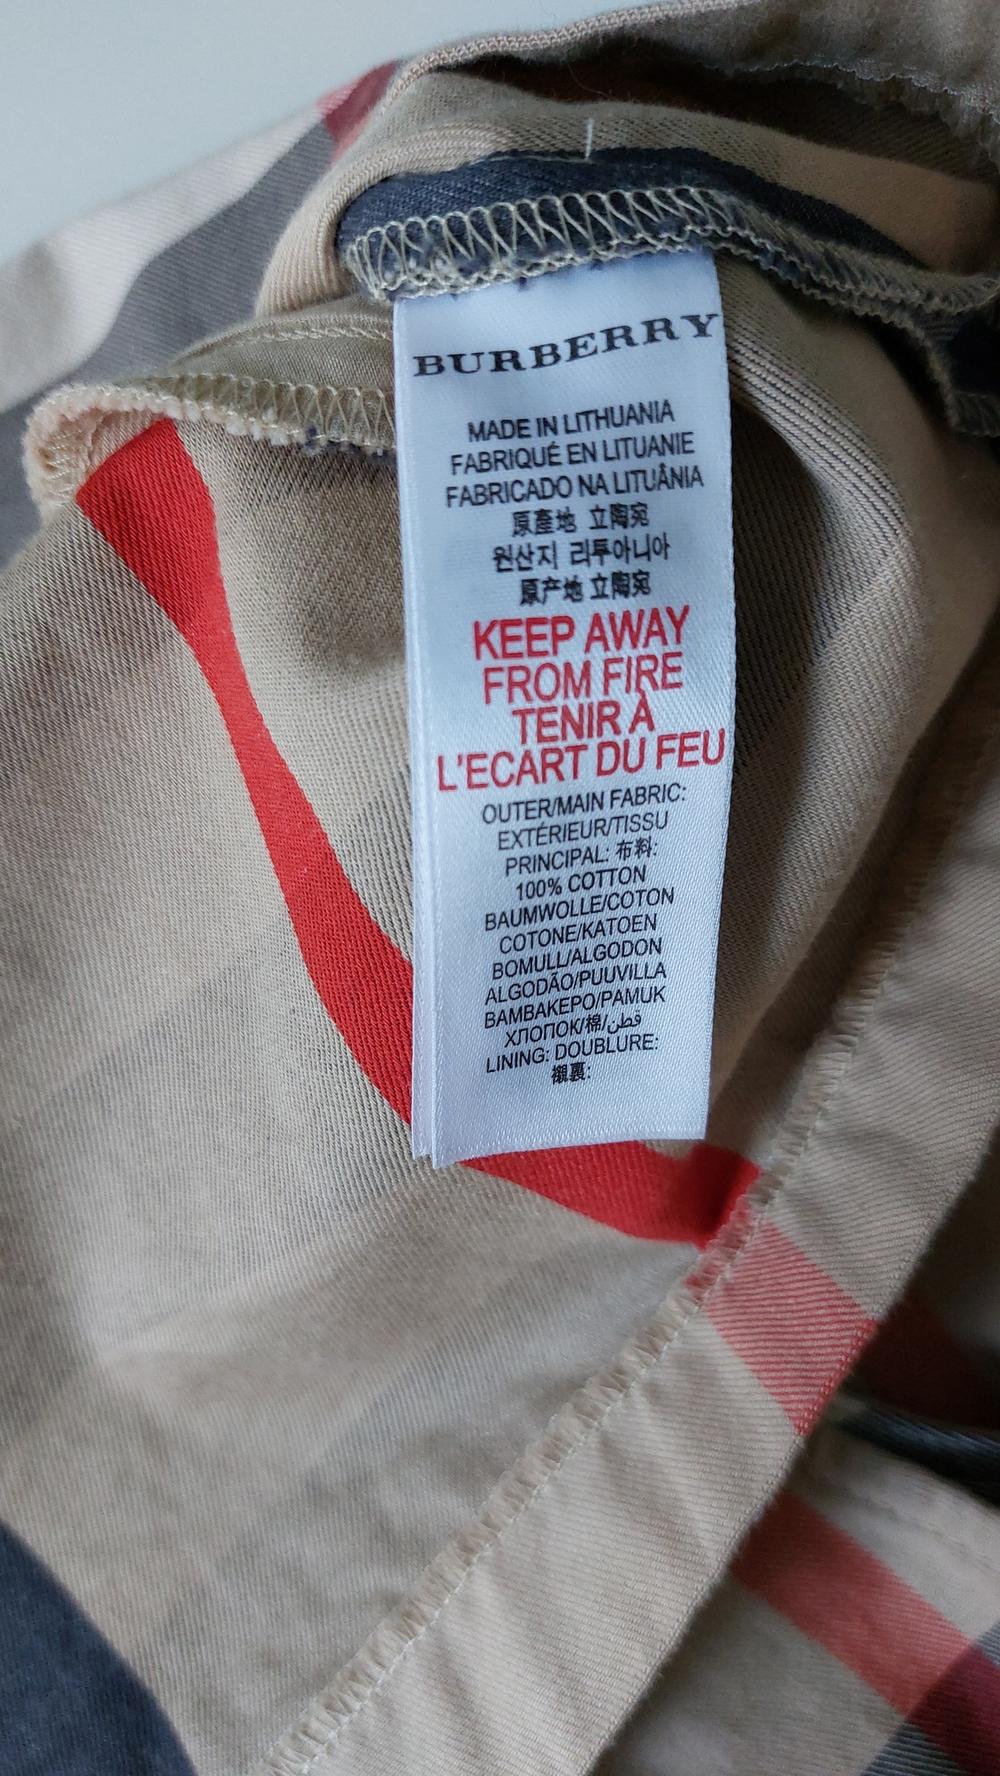 BURBERRY
MADE IN LITHUANIA
FABRIQUÉ EN LITUANIE
FABRICADO NA LITUÂNIA
原產地 立陶宛
원산지 리투아니아
原产地 立陶宛
KEEP AWAY
FROM FIRE
TENIR À
L'ECART DU FEU
OUTER/MAIN FABRIC:
EXTÉRIEUR/TISSU
PRINCIPAL: 布料:
100% COTTON
BAUMWOLLE/COTON
COTONE/KATOEN
BOMULL/ALGODON
ALGODÃO/PUUVILLA
ΒΑΜΒΑΚΕΡΟ/PAMUK
ХЛОПОК/棉/قطن
LINING: DOUBLURE:
襯裏: